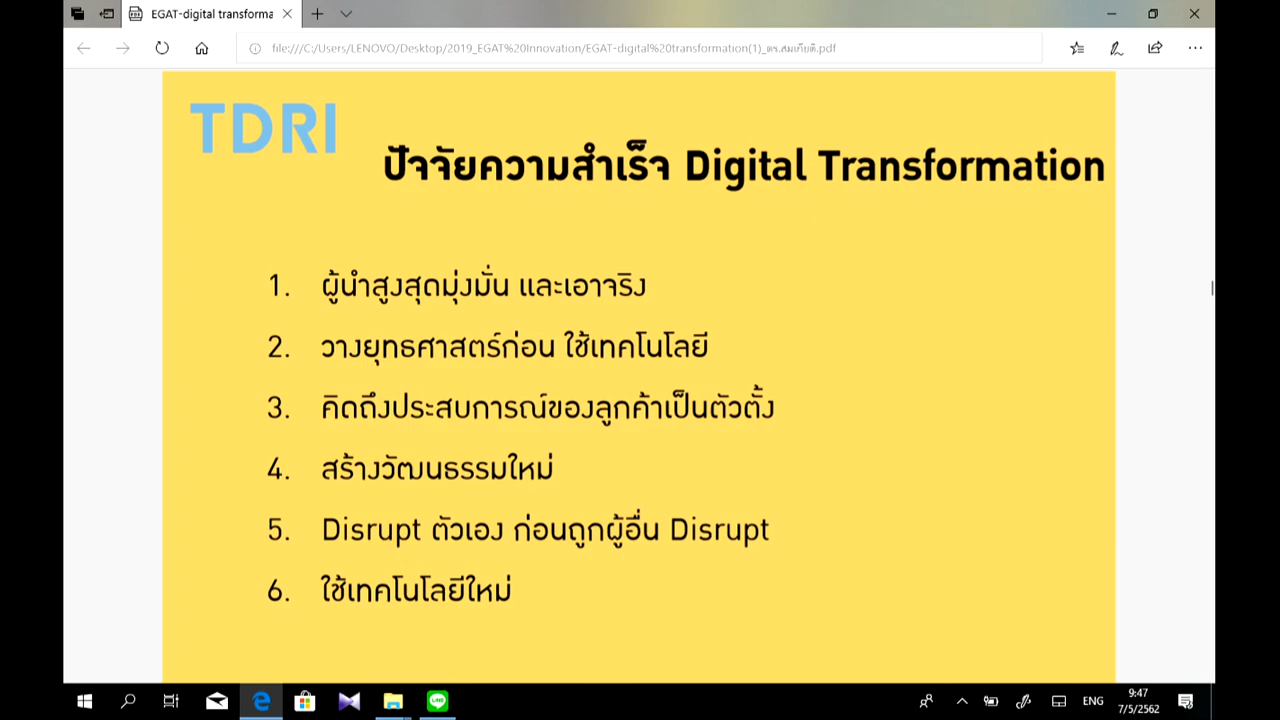 EGAT-digital transforma
file:///C:/Users/LENOVO/Desktop/2019_EGAT%20Innovation/EGAT-digital%20transformation(1)_ดร.สมเกียติ.pdf
TDRI
ปัจจัยความสำเร็จ Digital Transformation
1. ผู้นำสูงสุดมุ่งมั่น และเอาจริง
2. วางยุทธศาสตร์ก่อน ใช้เทคโนโลยี
3. คิดถึงประสบการณ์ของลูกค้าเป็นตัวตั้ง
4. สร้างวัฒนธรรมใหม่
5. Disrupt ตัวเอง ก่อนถูกผู้อื่น Disrupt
6. ใช้เทคโนโลยีใหม่
LINE
ENG
9:47
7/5/2562